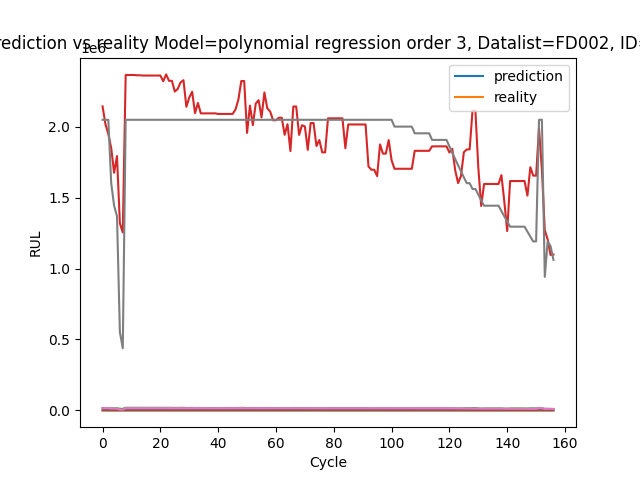 rediction vs reality Model=polynomial regression order 3, Datalist=FD002, ID=
1e6
prediction
reality
2.0
1.5
1.0
0.5
0.0
RUL
0 20 40 60 80 100 120 140 160
Cycle